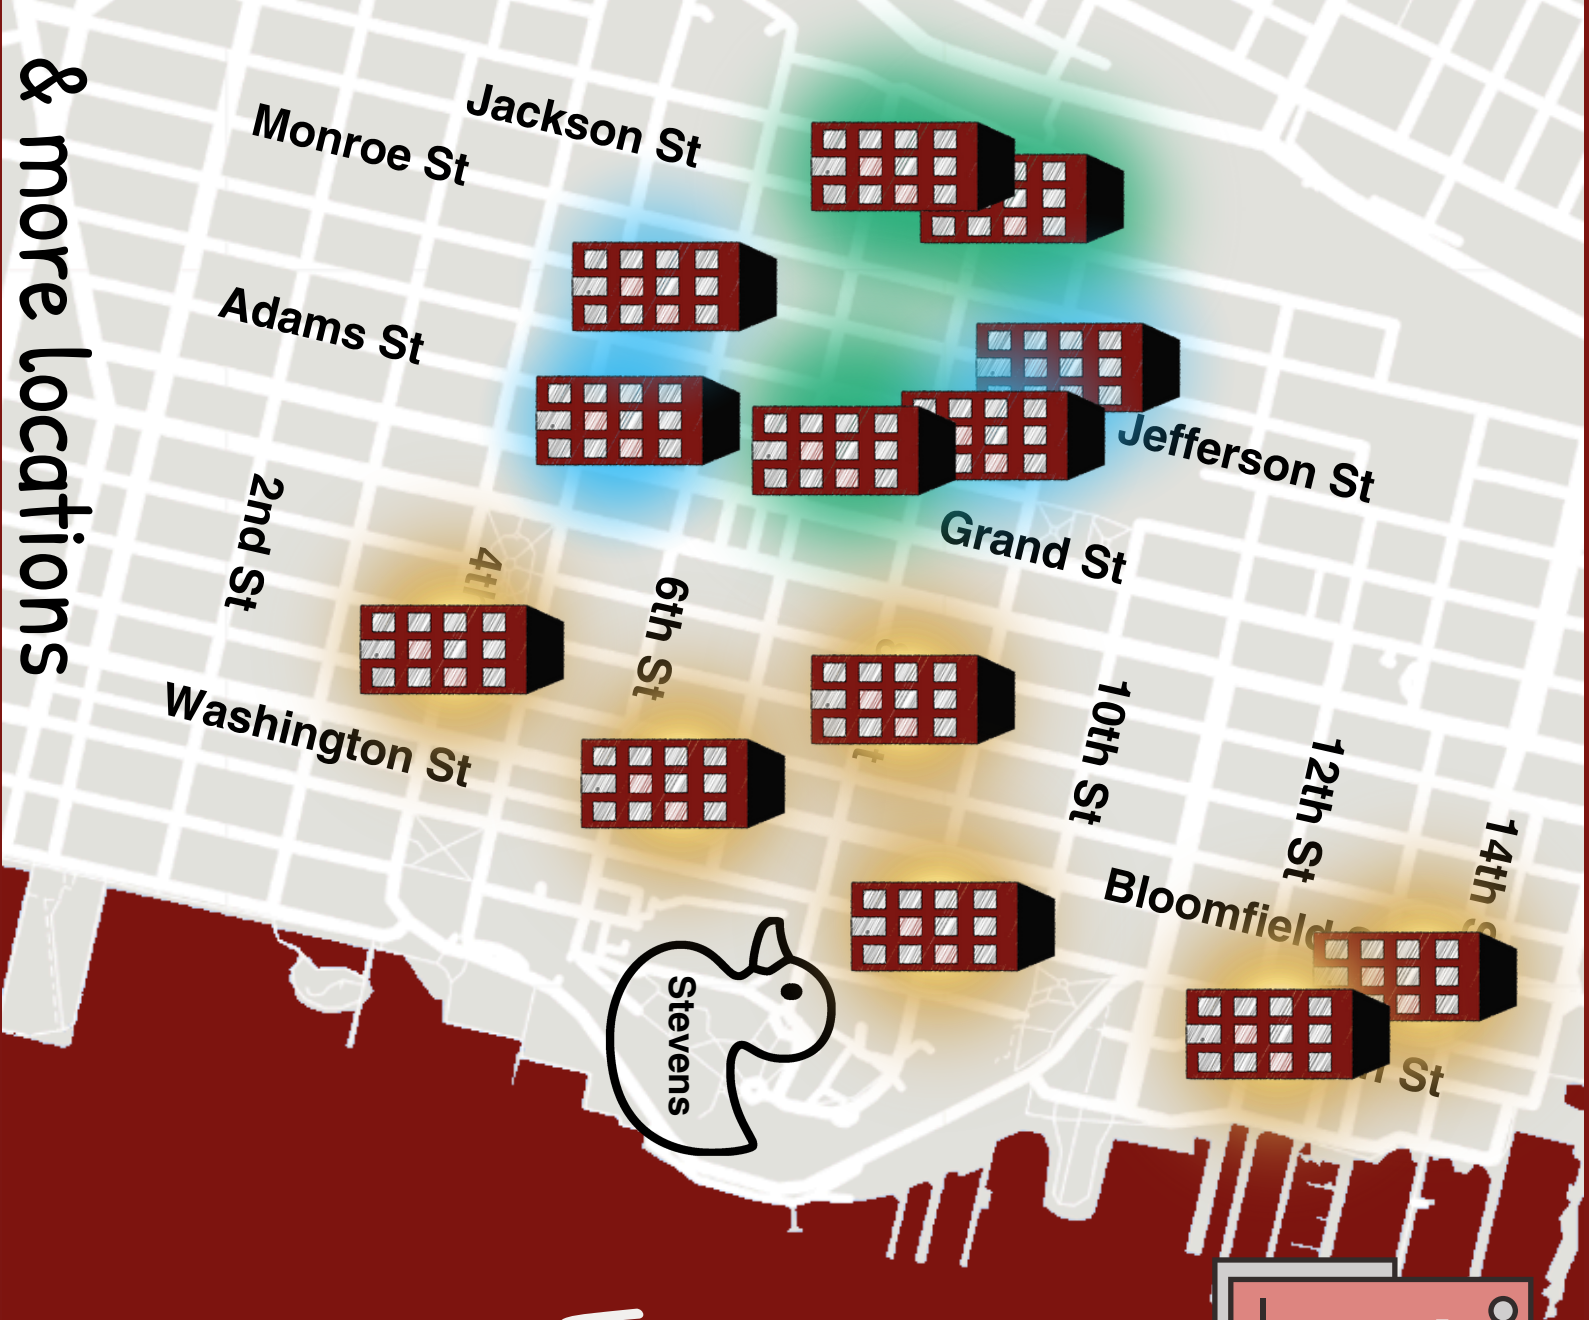 & more locations
Jackson St
Monroe St
Adams St
Jefferson St
Grand St
2nd St
6th St
Washington St
10th St
12th St
14th
Bloomfield
St
Stevens